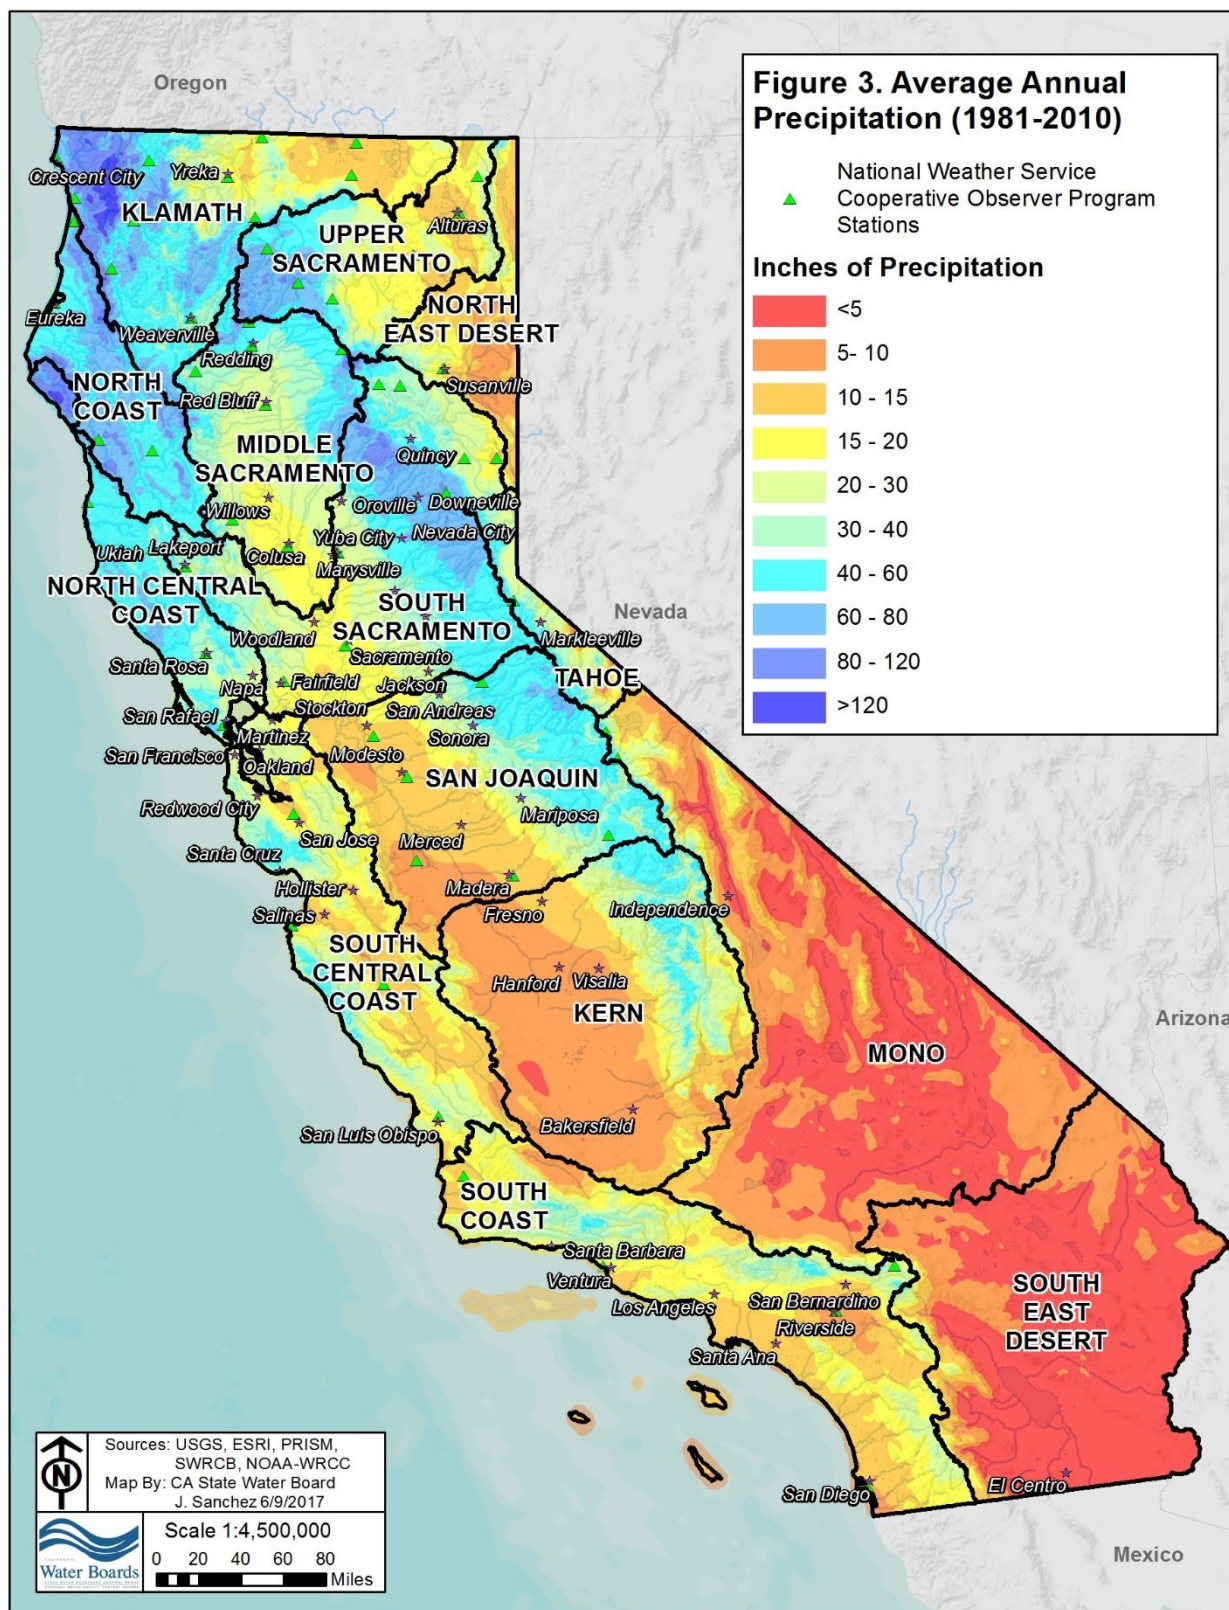 Oregon
Figure 3. Average Annual
Precipitation (1981-2010)
National Weather Service
Cooperative Observer Program
Stations
Inches of Precipitation
<5
5- 10
10 - 15
15 - 20
20 - 30
30 - 40
40 - 60
60 - 80
80 - 120
>120
Crescent City
Yreka
KLAMATH
Alturas
UPPER
SACRAMENTO
NORTH
EAST DESERT
Eureka
Weaverville
Redding
Susanville
NORTH
COAST
Red Bluff
MIDDLE
SACRAMENTO
Quincy
Willows
Oroville
Downeville
Yuba City
Nevada City
Ukiah
Lakeport
Colusa
Marysville
NORTH CENTRAL
COAST
SOUTH
SACRAMENTO
Nevada
Woodland
Markleeville
Santa Rosa
Sacramento
Napa
Fairfield
Jackson
TAHOE
Stockton
San Andreas
San Rafael
Martinez
Sonora
San Francisco
Oakland
Modesto
SAN JOAQUIN
Redwood City
Mariposa
San Jose
Merced
Santa Cruz
Hollister
Madera
Salinas
Fresno
Independence
SOUTH
CENTRAL
COAST
Hanford
Visalia
KERN
Arizona
MONO
Bakersfield
San Luis Obispo
SOUTH
COAST
Santa Barbara
Ventura
Los Angeles
San Bernardino
Riverside
SOUTH
EAST
DESERT
Santa Ana
San Diego
El Centro
Mexico
N
Sources: USGS, ESRI, PRISM,
SWRCB, NOAA-WRCC
Map By: CA State Water Board
J. Sanchez 6/9/2017
CALIFORNIA
Water Boards
Scale 1:4,500,000
0 20 40 60 80
Miles